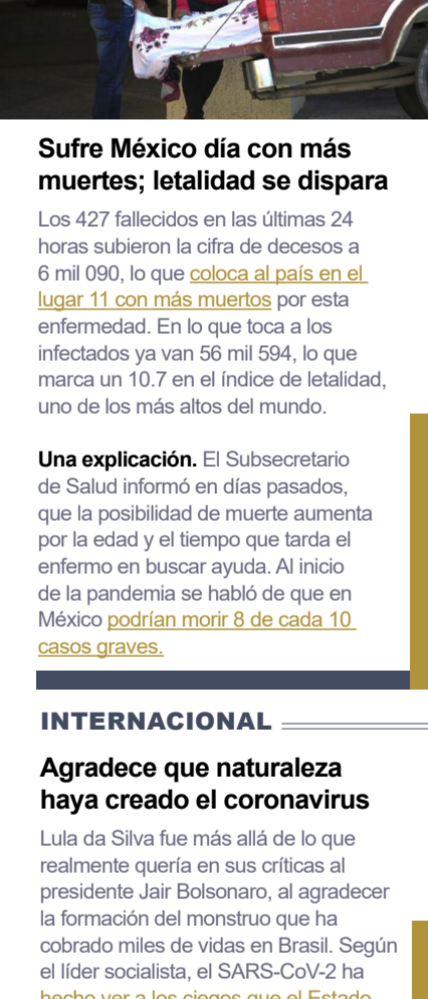 Sufre México día con más
muertes; letalidad se dispara
Los 427 fallecidos en las últimas 24
horas subieron la cifra de decesos a
6 mil 090, lo que coloca al país en el
lugar 11 con más muertos por esta
enfermedad. En lo que toca a los
infectados ya van 56 mil 594, lo que
marca un 10.7 en el índice de letalidad,
uno de los más altos del mundo.
Una explicación. El Subsecretario
de Salud informó en días pasados,
que la posibilidad de muerte aumenta
por la edad y el tiempo que tarda el
enfermo en buscar ayuda. Al inicio
de la pandemia se habló de que en
México podrían morir 8 de cada 10
casos graves.
INTERNACIONAL
Agradece que naturaleza
haya creado el coronavirus
Lula da Silva fue más allá de lo que
realmente quería en sus críticas al
presidente Jair Bolsonaro, al agradecer
la formación del monstruo que ha
cobrado miles de vidas en Brasil. Según
el líder socialista, el SARS-CoV-2 ha
hecho ver a los ciegos que el Estado